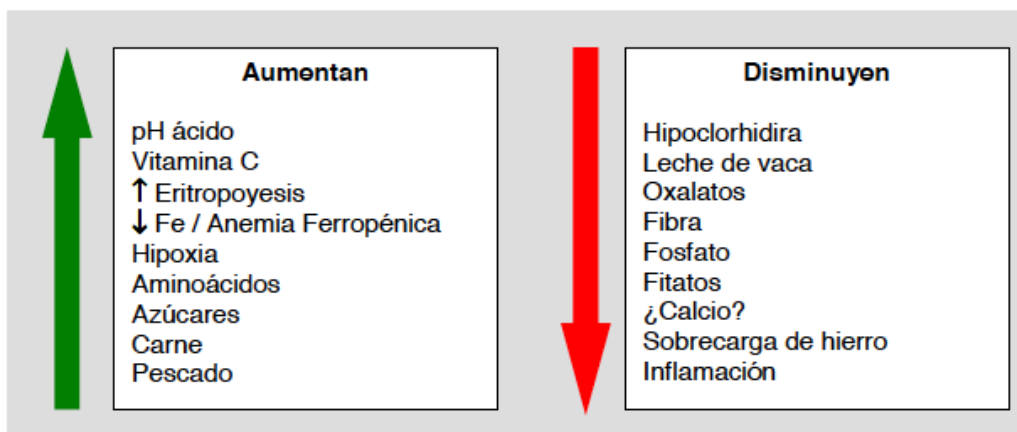 Aumentan
pH ácido
Vitamina C
↑ Eritropoyesis
↓ Fe / Anemia Ferropénica
Hipoxia
Aminoácidos
Azúcares
Carne
Pescado
Disminuyen
Hipoclorhidira
Leche de vaca
Oxalatos
Fibra
Fosfato
Fitatos
¿Calcio?
Sobrecarga de hierro
Inflamación